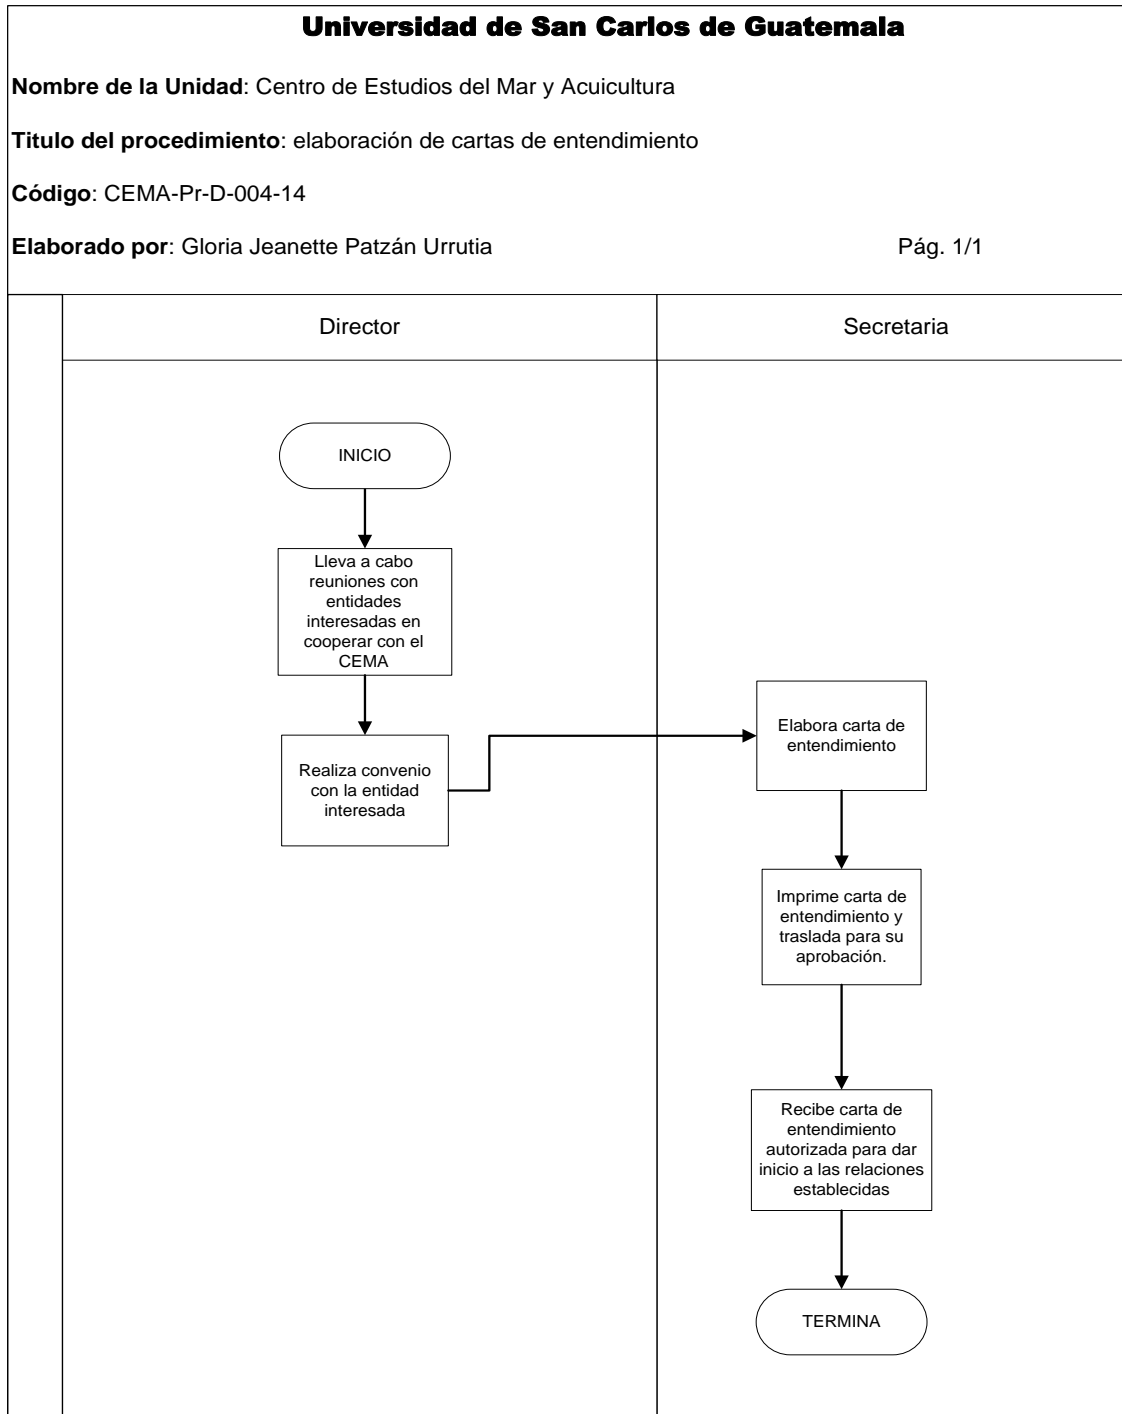 Universidad de San Carlos de Guatemala
Nombre de la Unidad: Centro de Estudios del Mar y Acuicultura
Titulo del procedimiento: elaboración de cartas de entendimiento
Código: CEMA-Pr-D-004-14
Elaborado por: Gloria Jeanette Patzán Urrutia Pág. 1/1
Director
Secretaria
INICIO
Lleva a cabo
reuniones con
entidades
interesadas en
cooperar con el
CEMA
Realiza convenio
con la entidad
interesada
Elabora carta de
entendimiento
Imprime carta de
entendimiento y
traslada para su
aprobación.
Recibe carta de
entendimiento
autorizada para dar
inicio a las relaciones
establecidas
TERMINA